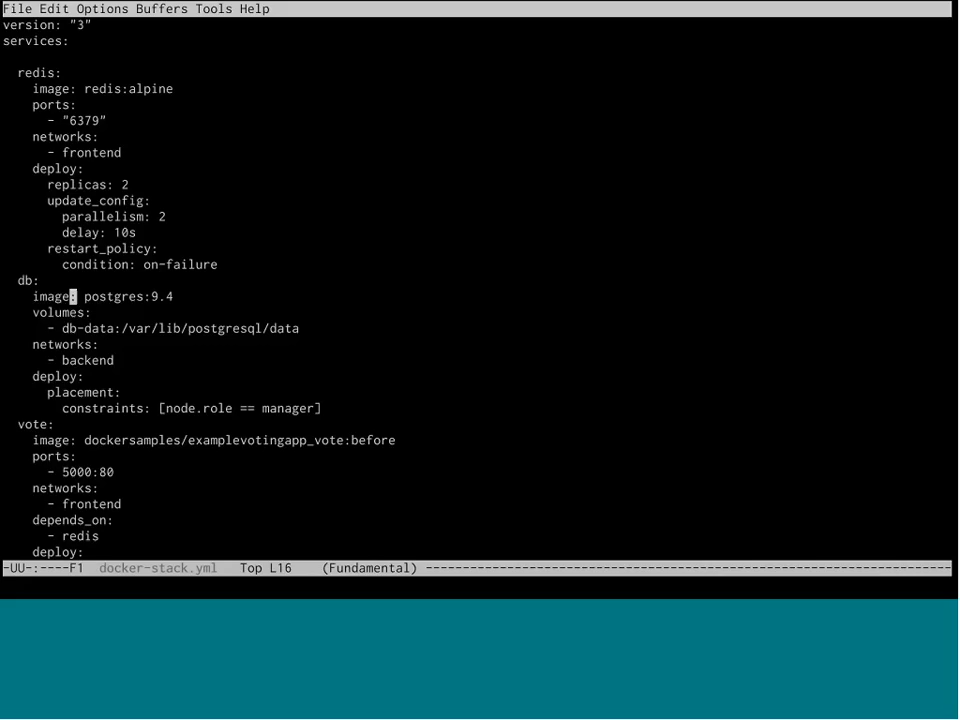 File Edit Options Buffers Tools Help
version: "3"
services:

  redis:
    image: redis:alpine
    ports:
      - "6379"
    networks:
      - frontend
    deploy:
      replicas: 2
      update_config:
        parallelism: 2
        delay: 10s
      restart_policy:
        condition: on-failure
  db:
    image: postgres:9.4
    volumes:
      - db-data:/var/lib/postgresql/data
    networks:
      - backend
    deploy:
      placement:
        constraints: [node.role == manager]
  vote:
    image: dockersamples/examplevotingapp_vote:before
    ports:
      - 5000:80
    networks:
      - frontend
    depends_on:
      - redis
    deploy:
-UU-:----F1  docker-stack.yml   Top L16    (Fundamental) -----------------------------------------------------------------------